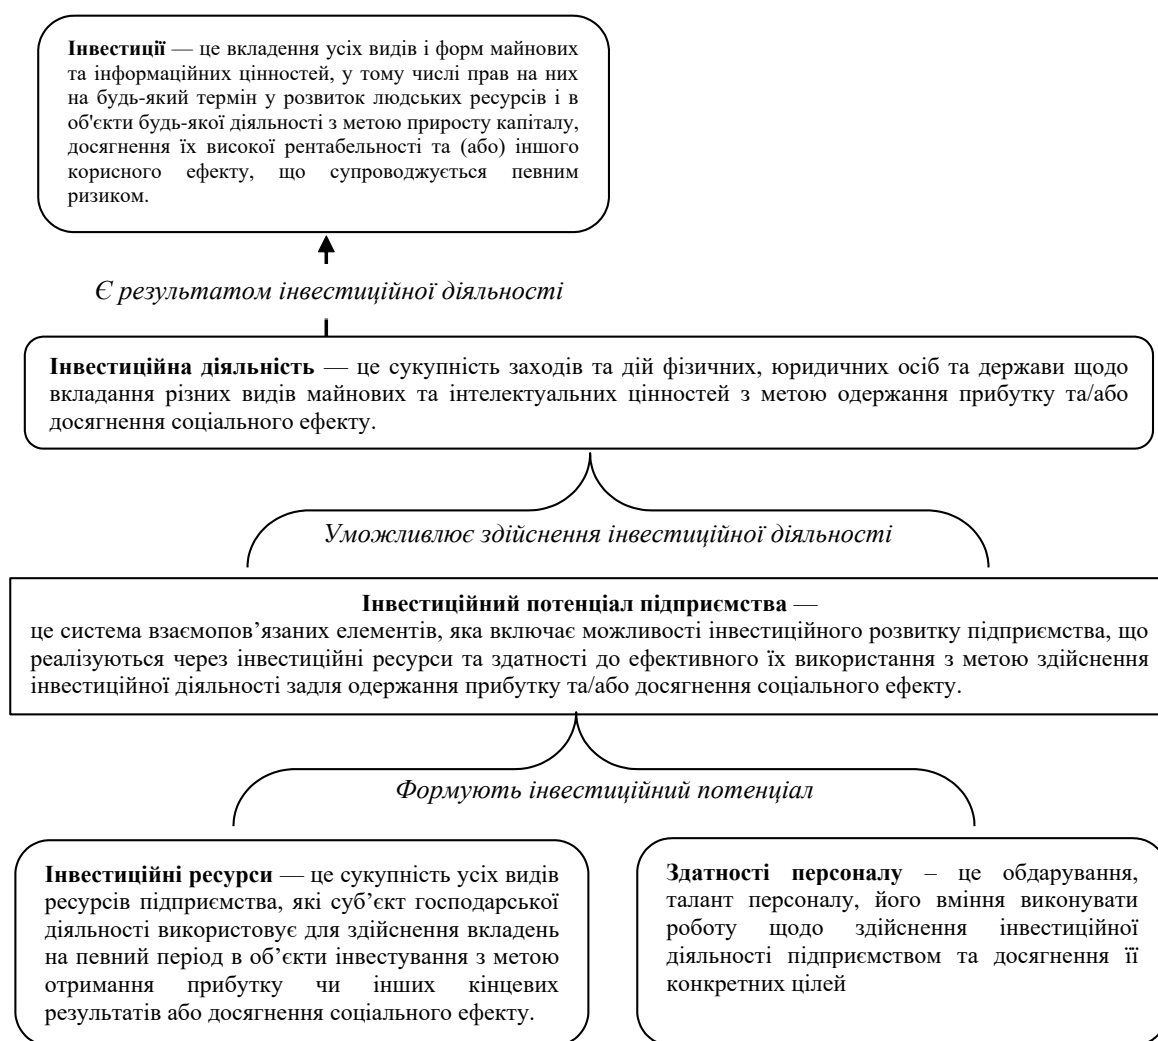 Інвестиції — це вкладення усіх видів і форм майнових
та інформаційних цінностей, у тому числі прав на них
на будь-який термін у розвиток людських ресурсів і в
об'єкти будь-якої діяльності з метою приросту капіталу,
досягнення їх високої рентабельності та (або) іншого
корисного ефекту, що супроводжується певним
ризиком.
Є результатом інвестиційної діяльності
Інвестиційна діяльність — це сукупність заходів та дій фізичних, юридичних осіб та держави щодо
вкладання різних видів майнових та інтелектуальних цінностей з метою одержання прибутку та/або
досягнення соціального ефекту.
Уможливлює здійснення інвестиційної діяльності
Інвестиційний потенціал підприємства —
це система взаємопов’язаних елементів, яка включає можливості інвестиційного розвитку підприємства, що
реалізуються через інвестиційні ресурси та здатності до ефективного їх використання з метою здійснення
інвестиційної діяльності задля одержання прибутку та/або досягнення соціального ефекту.
Формують інвестиційний потенціал
Інвестиційні ресурси — це сукупність усіх видів
ресурсів підприємства, які суб’єкт господарської
діяльності використовує для здійснення вкладень
на певний період в об’єкти інвестування з метою
отримання прибутку чи інших кінцевих
результатів або досягнення соціального ефекту.
Здатності персоналу – це обдарування,
талант персоналу, його вміння виконувати
роботу щодо здійснення інвестиційної
діяльності підприємством та досягнення її
конкретних цілей